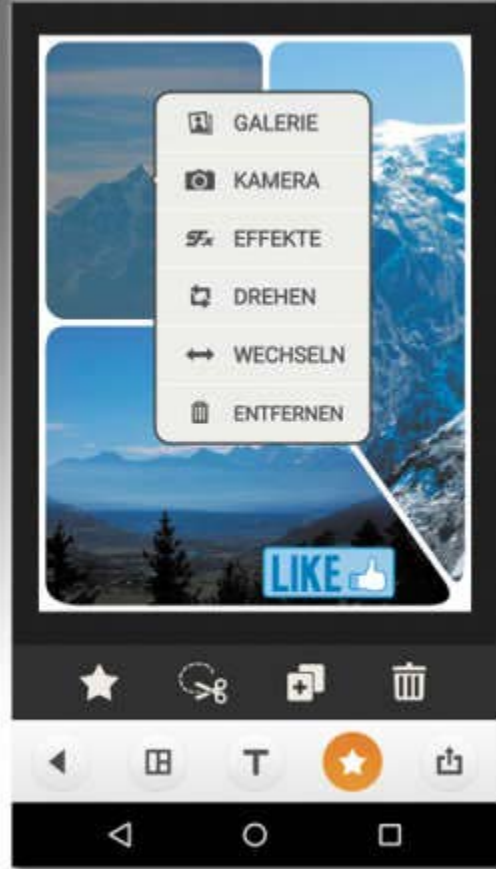 GALERIE
KAMERA
EFFEKTE
DREHEN
WECHSELN
ENTFERNEN
LIKE
T